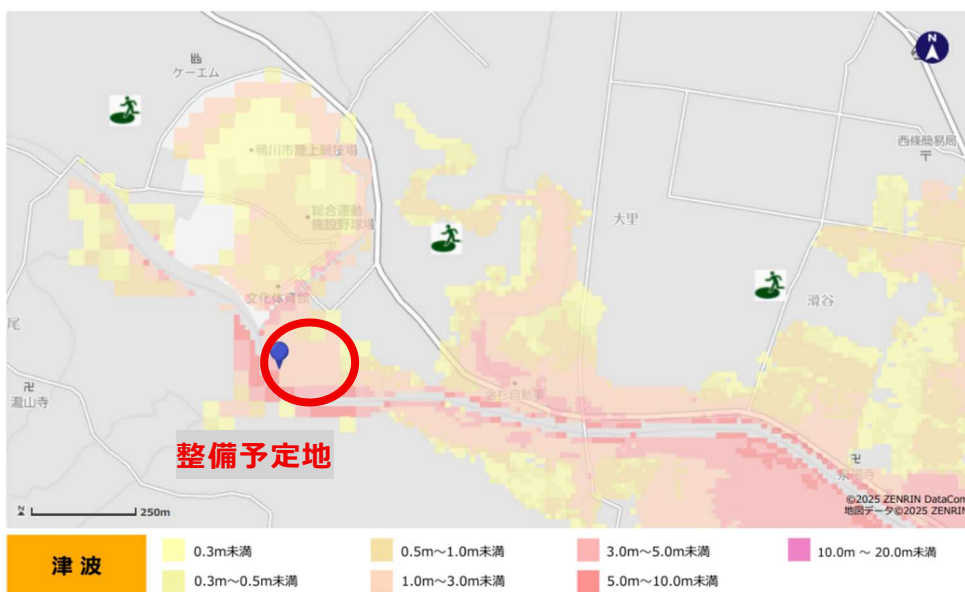 N
ケーエム
西條簡易局
鴨川市陸上競技場
総合運動
施設野球場
大里
文化体育館
滑谷
尾
瀧山寺
金杉自動車
整備予定地
N
250m
©2025 ZENRIN DataCom
地図データ©2025 ZENRIN
津波
0.3m未満
0.5m～1.0m未満
3.0m～5.0m未満
10.0m ～ 20.0m未満
0.3m～0.5m未満
1.0m～3.0m未満
5.0m～10.0m未満